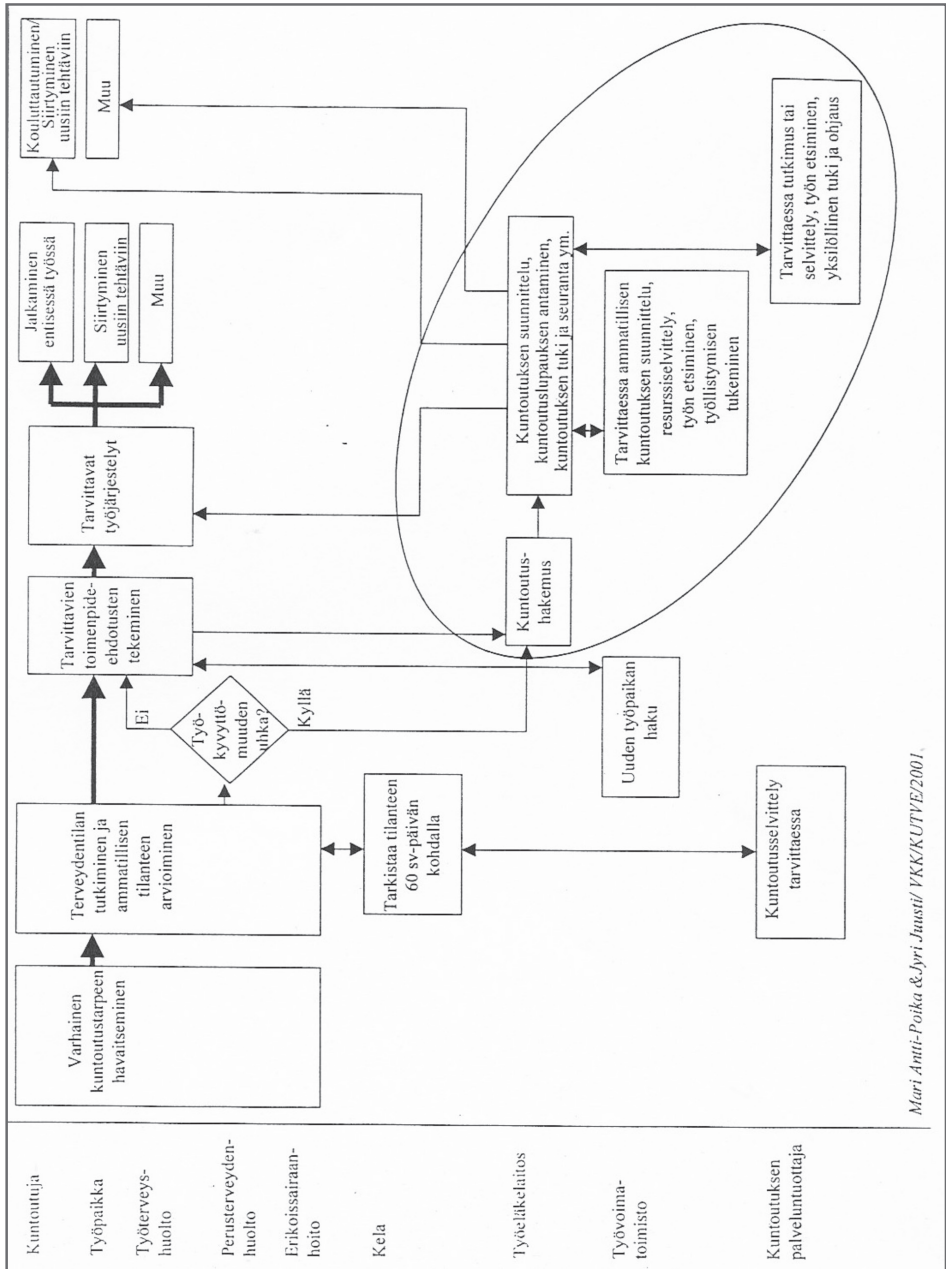 Kuntoutuja
Työpaikka
Työterveys-
huolto
Perusterveyden-
huolto
Erikoissairaan-
hoito
Kela
Työeläkelaitos
Työvoima-
toimisto
Kuntoutuksen
palveluntuottaja
Varhainen
kuntoutustarpeen
havaitseminen
Terveydentilan
tutkiminen ja
ammatillisen
tilanteen
arvioiminen
Työ-
kyvyttö-
muuden
uhka?
Ei
Kyllä
Tarkistaa tilanteen
60 sv-päivän
kohdalla
Kuntoutusselvittely
tarvittaessa
Tarvittavien
toimenpide-
ehdotusten
tekeminen
Uuden työpaikan
haku
Kuntoutus-
hakemus
Tarvittavat
työjärjestelyt
Jatkaminen
entisessä työssä
Siirtyminen
uusiin tehtäviin
Muu
Kouluttautuminen/
Siirtyminen
uusiin tehtäviin
Muu
Kuntoutuksen suunnittelu,
kuntoutuslupauksen antaminen,
kuntoutuksen tuki ja seuranta ym.
Tarvittaessa ammatillisen
kuntoutuksen suunnittelu,
resurssiselvittely,
työn etsiminen,
työllistymisen
tukeminen
Tarvittaessa tutkimus tai
selvittely, työn etsiminen,
yksilöllinen tuki ja ohjaus
Mari Antti-Poika & Jyri Juusti/ VKK/KUTVE/2001